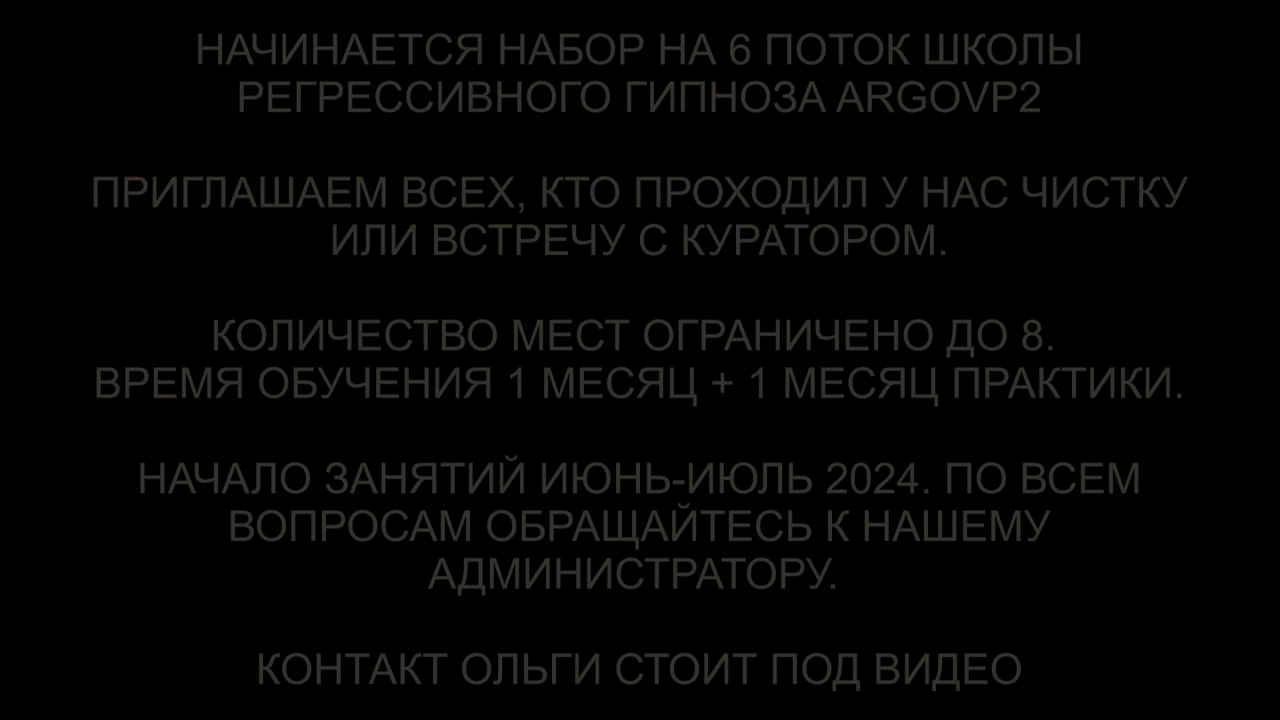 НАЧИНАЕТСЯ НАБОР НА 6 ПОТОК ШКОЛЫ
РЕГРЕССИВНОГО ГИПНОЗА ARGOVP2
ПРИГЛАШАЕМ ВСЕХ, КТО ПРОХОДИЛ У НАС ЧИСТКУ
ИЛИ ВСТРЕЧУ С КУРАТОРОМ.
КОЛИЧЕСТВО МЕСТ ОГРАНИЧЕНО ДО 8.
ВРЕМЯ ОБУЧЕНИЯ 1 МЕСЯЦ + 1 МЕСЯЦ ПРАКТИКИ.
НАЧАЛО ЗАНЯТИЙ ИЮНЬ-ИЮЛЬ 2024. ПО ВСЕМ
ВОПРОСАМ ОБРАЩАЙТЕСЬ К НАШЕМУ
АДМИНИСТРАТОРУ.
КОНТАКТ ОЛЬГИ СТОИТ ПОД ВИДЕО